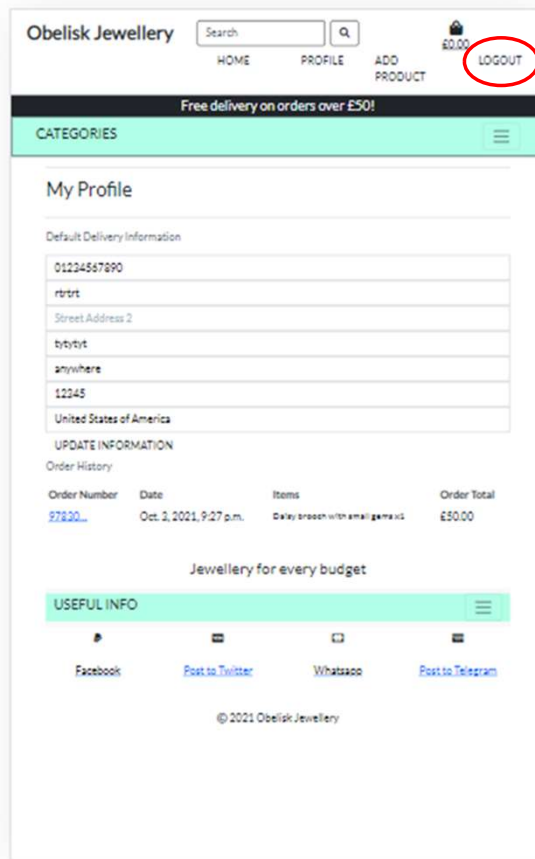 Obelisk Jewellery
Search
£0.00
HOME PROFILE ADD PRODUCT LOGOUT
Free delivery on orders over £50!
CATEGORIES
My Profile
Default Delivery Information
01234567890
rtrtrt
Street Address 2
tytytyt
anywhere
12345
United States of America
UPDATE INFORMATION
Order History
Order Number Date Items Order Total
97830... Oct. 3, 2021, 9:27 p.m. Daisy brooch with small gems x1 £50.00
Jewellery for every budget
USEFUL INFO
Facebook Post to Twitter Whatsapp Post to Telegram
© 2021 Obelisk Jewellery